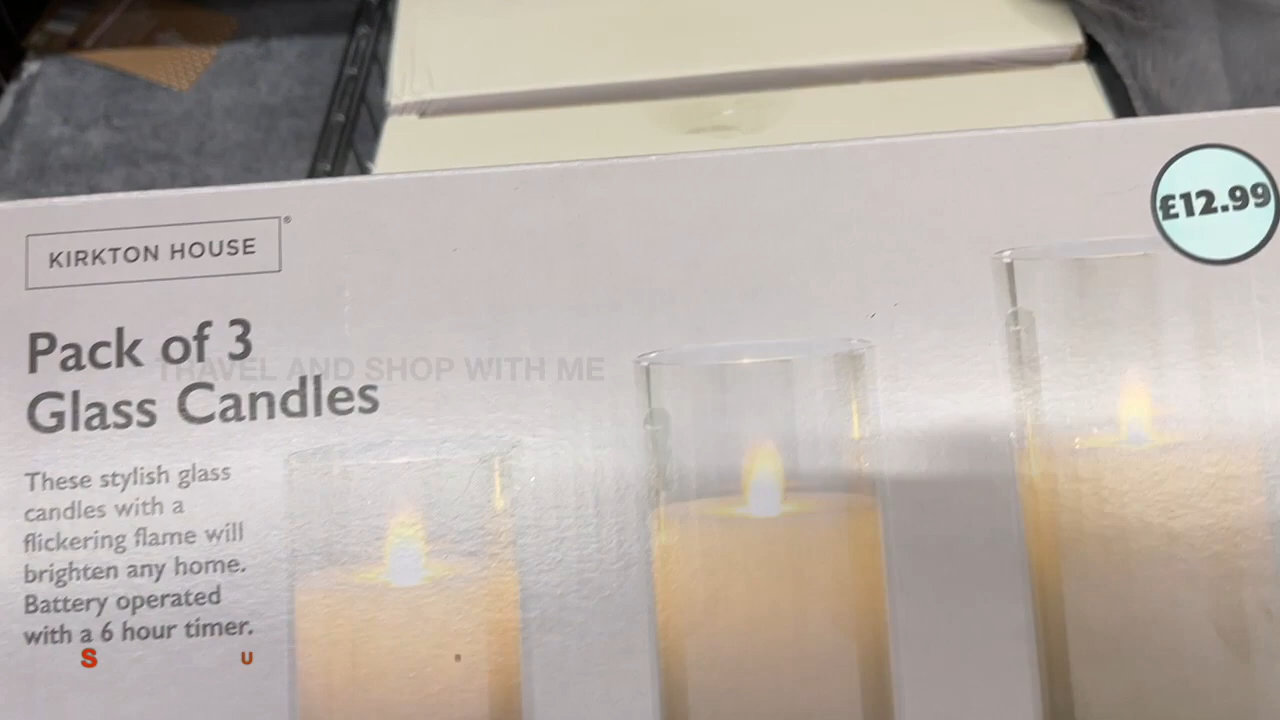 £12.99
KIRKTON HOUSE®
Pack of 3
Glass Candles
TRAVEL AND SHOP WITH ME
These stylish glass
candles with a
flickering flame will
brighten any home.
Battery operated
with a 6 hour timer.
S U